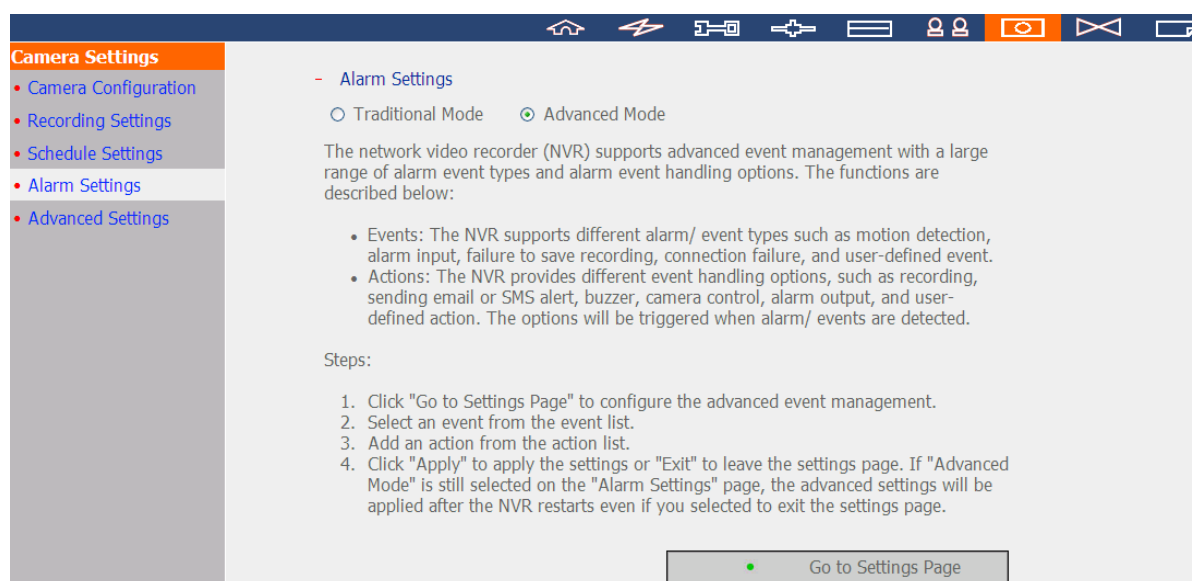 Camera Settings
• Camera Configuration
• Recording Settings
• Schedule Settings
• Alarm Settings
• Advanced Settings
- Alarm Settings
Traditional Mode Advanced Mode
The network video recorder (NVR) supports advanced event management with a large
range of alarm event types and alarm event handling options. The functions are
described below:
• Events: The NVR supports different alarm/ event types such as motion detection,
alarm input, failure to save recording, connection failure, and user-defined event.
• Actions: The NVR provides different event handling options, such as recording,
sending email or SMS alert, buzzer, camera control, alarm output, and user-
defined action. The options will be triggered when alarm/ events are detected.
Steps:
1. Click "Go to Settings Page" to configure the advanced event management.
2. Select an event from the event list.
3. Add an action from the action list.
4. Click "Apply" to apply the settings or "Exit" to leave the settings page. If "Advanced
Mode" is still selected on the "Alarm Settings" page, the advanced settings will be
applied after the NVR restarts even if you selected to exit the settings page.
• Go to Settings Page